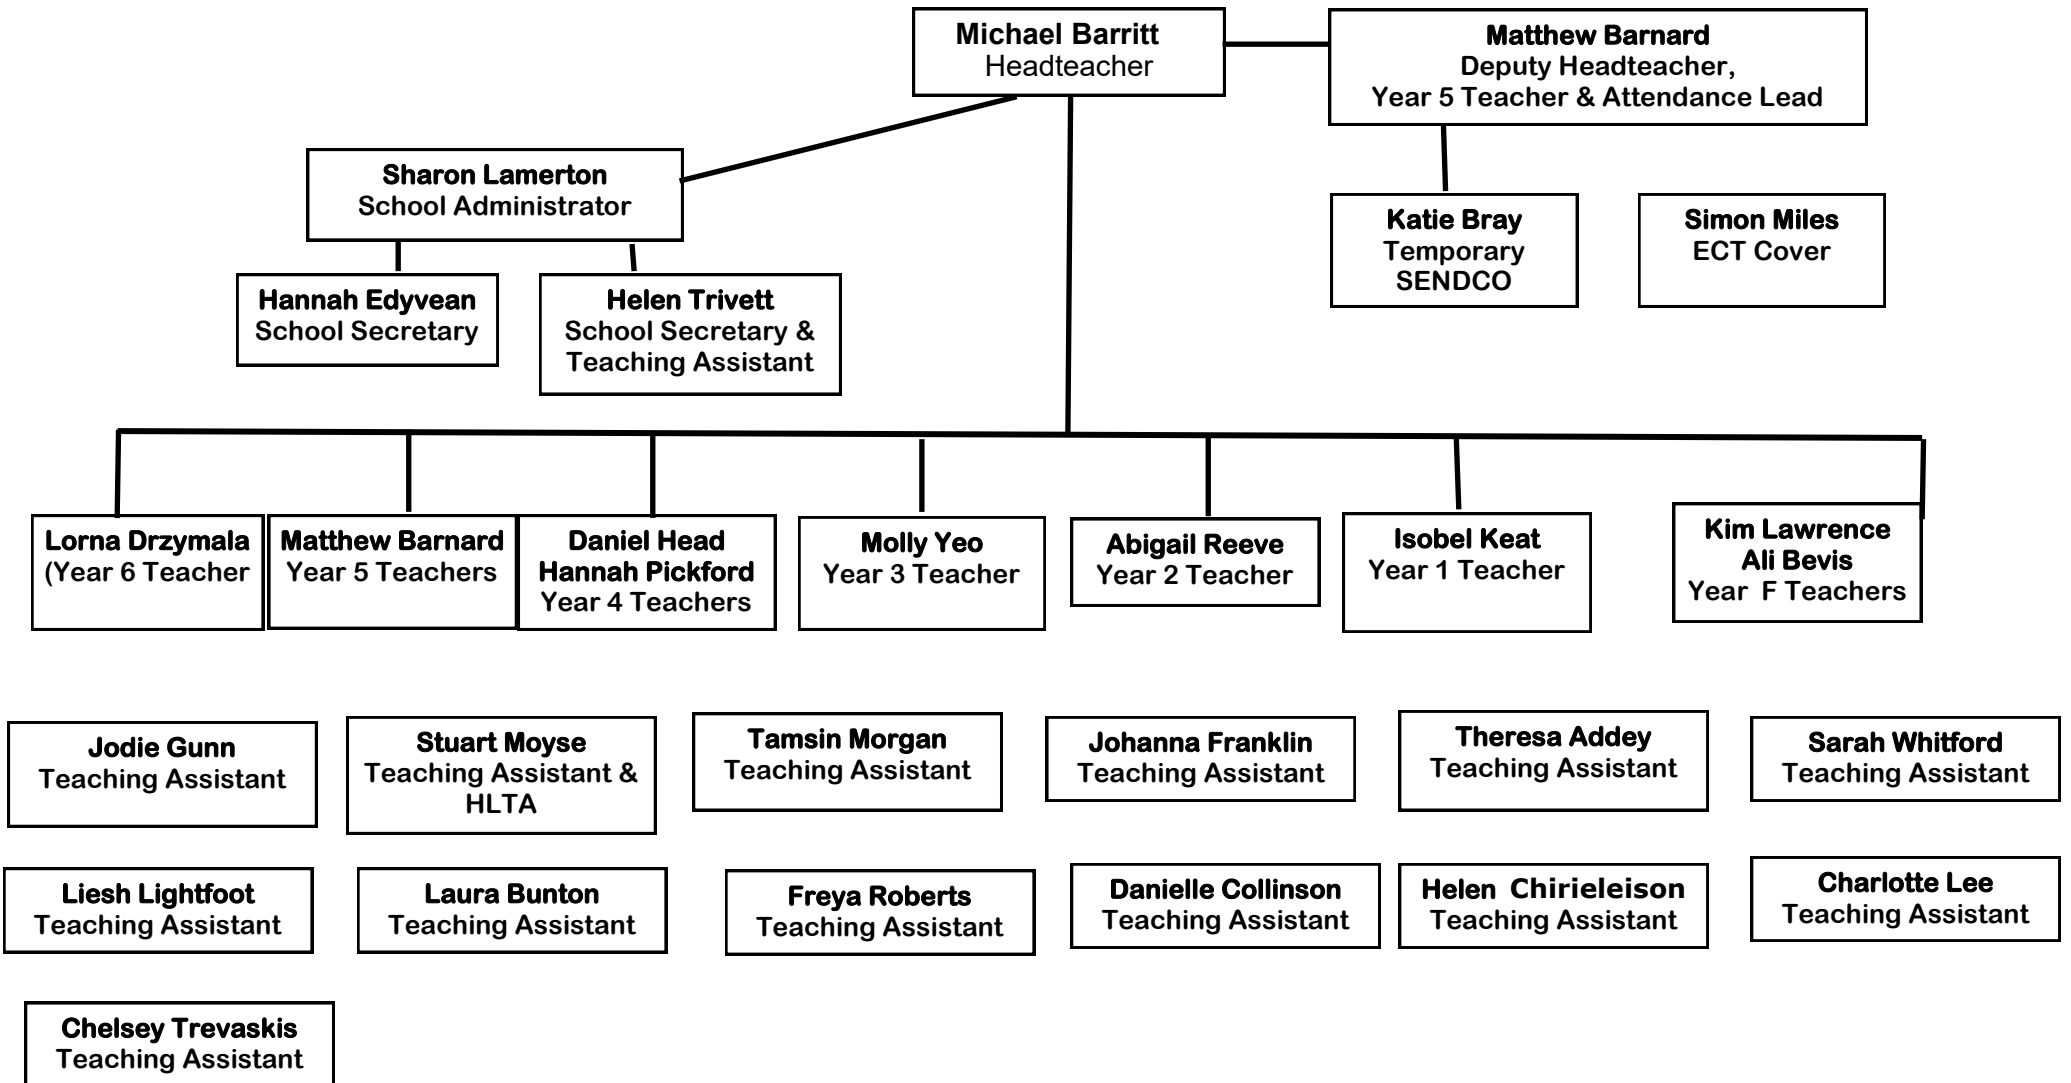 Michael Barritt
Headteacher
Matthew Barnard
Deputy Headteacher,
Year 5 Teacher & Attendance Lead
Sharon Lamerton
School Administrator
Katie Bray
Temporary
SENDCO
Simon Miles
ECT Cover
Hannah Edyvean
School Secretary
Helen Trivett
School Secretary &
Teaching Assistant
Lorna Drzymala
(Year 6 Teacher
Matthew Barnard
Year 5 Teachers
Daniel Head
Hannah Pickford
Year 4 Teachers
Molly Yeo
Year 3 Teacher
Abigail Reeve
Year 2 Teacher
Isobel Keat
Year 1 Teacher
Kim Lawrence
Ali Bevis
Year F Teachers
Jodie Gunn
Teaching Assistant
Stuart Moyse
Teaching Assistant &
HLTA
Tamsin Morgan
Teaching Assistant
Johanna Franklin
Teaching Assistant
Theresa Addey
Teaching Assistant
Sarah Whitford
Teaching Assistant
Liesh Lightfoot
Teaching Assistant
Laura Bunton
Teaching Assistant
Freya Roberts
Teaching Assistant
Danielle Collinson
Teaching Assistant
Helen Chirieleison
Teaching Assistant
Charlotte Lee
Teaching Assistant
Chelsey Trevaskis
Teaching Assistant